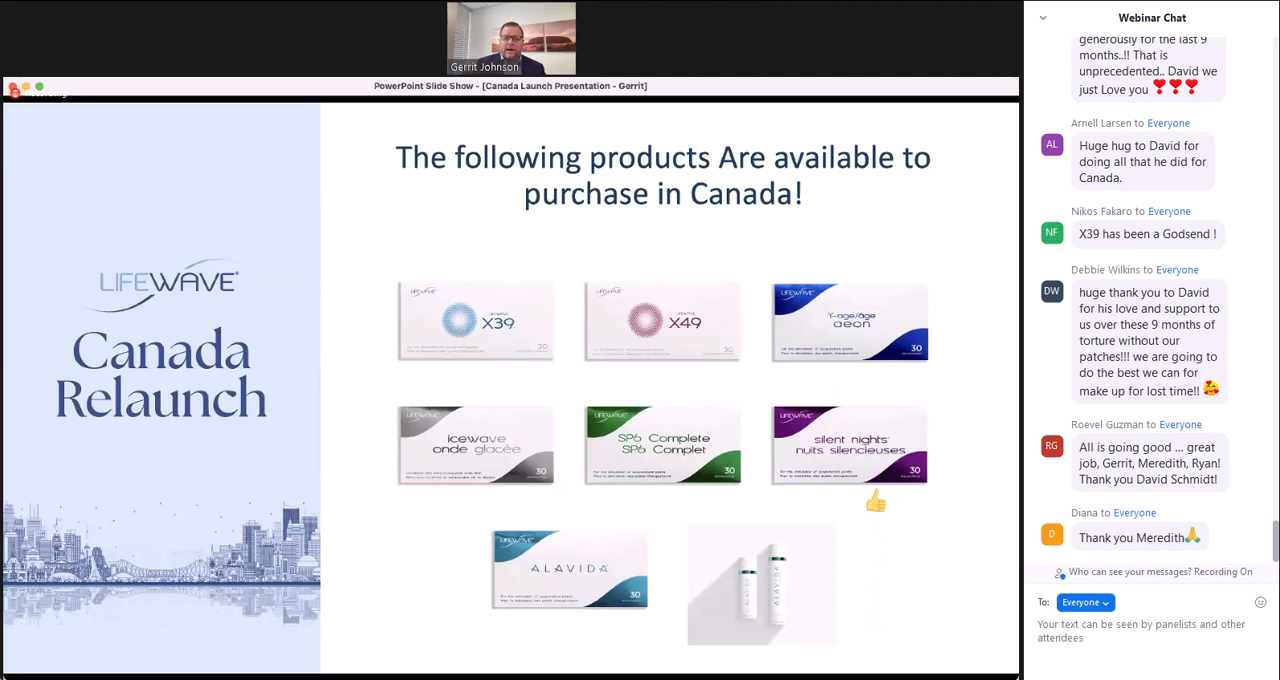 Gerrit Johnson
PowerPoint Slide Show - [Canada Launch Presentation - Gerrit]
LIFEWAVE®
Canada
Relaunch
The following products Are available to
purchase in Canada!
LIFEWAVE
X39
30
LIFEWAVE
X49
30
LIFEWAVE
Y-age/âge
aeon
30
LIFEWAVE
icewave
onde glacée
30
LIFEWAVE
SP6 Complete
SP6 Complet
30
LIFEWAVE
silent nights
nuits silencieuses
30
LIFEWAVE
ALAVIDA
30
ALAVIDA
ALAVIDA
Webinar Chat
generously for the last 9
months..!! That is
unprecedented.. David we
just Love you ❣❣❣
Arnell Larsen to Everyone
AL
Huge hug to David for
doing all that he did for
Canada.
Nikos Fakaro to Everyone
NF
X39 has been a Godsend !
Debbie Wilkins to Everyone
DW
huge thank you to David
for his love and support to
us over these 9 months of
torture without our
patches!!! we are going to
do the best we can for
make up for lost time!! 🥰
Roevel Guzman to Everyone
RG
All is going good ... great
job, Gerrit, Meredith, Ryan!
Thank you David Schmidt!
Diana to Everyone
D
Thank you Meredith🙏
Who can see your messages? Recording On
To: Everyone
Your text can be seen by panelists and other
attendees